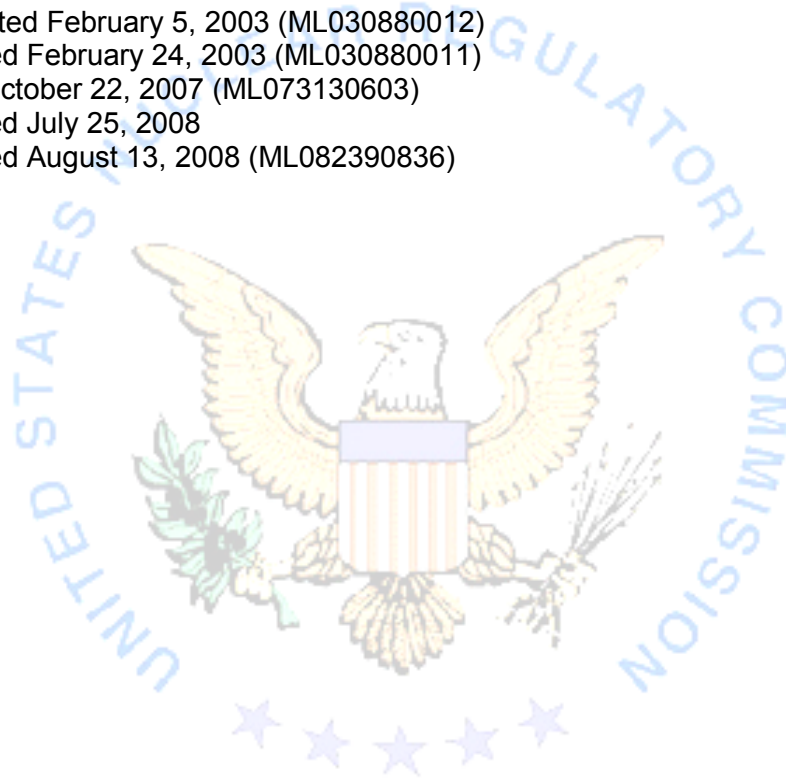 ted February 5, 2003 (ML030880012)
ed February 24, 2003 (ML030880011)
ctober 22, 2007 (ML073130603)
ed July 25, 2008
ed August 13, 2008 (ML082390836)
UNITED STATES NUCLEAR REGULATORY COMMISSION